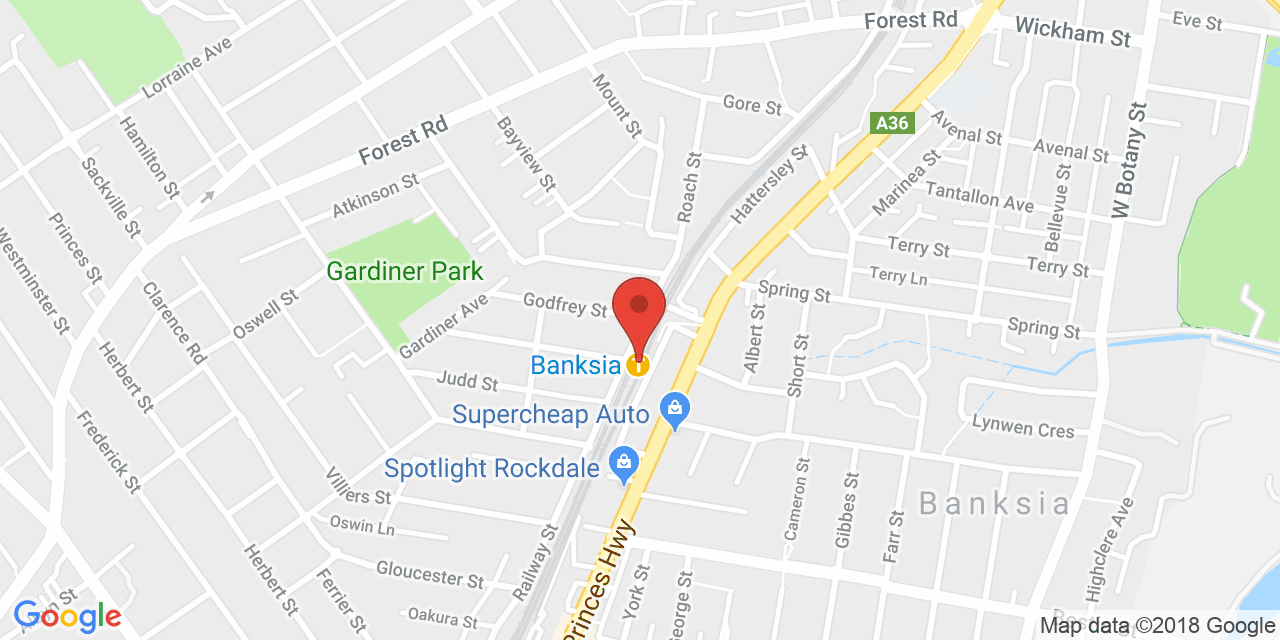 Forest Rd
Wickham St
Eve St
Lorraine Ave
Mount St
Gore St
A36
Avenal St
Avenal St
W Botany St
Hamilton St
Forest Rd
Bayview St
Roach St
Hattersley St
Marinea St
Sackville St
Atkinson St
Tantallon Ave
Bellevue St
Princes St
Gardiner Park
Terry St
Terry St
Terry Ln
Westminster St
Clarence Rd
Oswell St
Gardiner Ave
Godfrey St
Spring St
Spring St
Albert St
Short St
Banksia
Herbert St
Judd St
Supercheap Auto
Lynwen Cres
Frederick St
Spotlight Rockdale
Villiers St
Cameron St
Gibbes St
Banksia
Oswin Ln
Farr St
Highclere Ave
Railway St
Princes Hwy
Herbert St
Ferrier St
Gloucester St
York St
George St
Oakura St
Google
Map data ©2018 Google